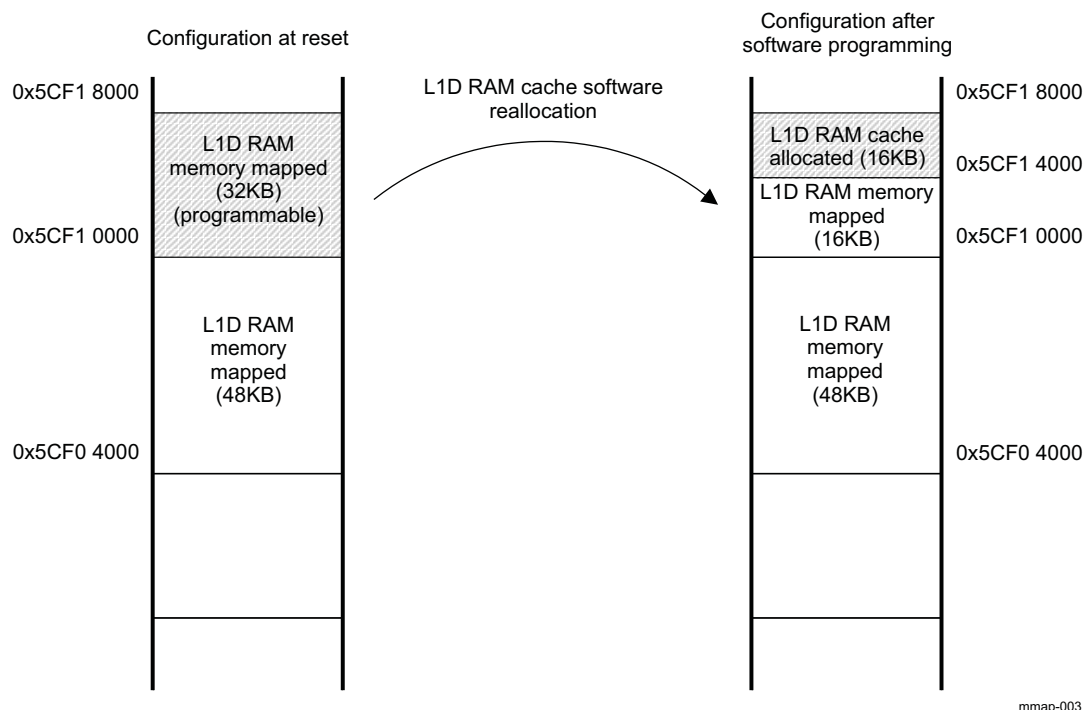 Configuration at reset
0x5CF1 8000
L1D RAM
memory mapped
(32KB)
(programmable)
0x5CF1 0000
L1D RAM
memory
mapped
(48KB)
0x5CF0 4000
L1D RAM cache software
reallocation
Configuration after
software programming
0x5CF1 8000
L1D RAM cache
allocated (16KB)
0x5CF1 4000
L1D RAM memory
mapped
(16KB)
0x5CF1 0000
L1D RAM
memory
mapped
(48KB)
0x5CF0 4000
mmap-003